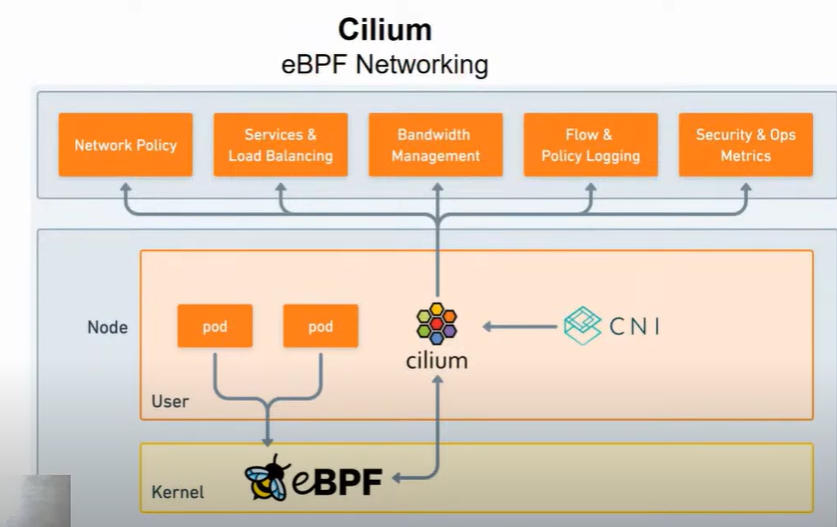 Cilium
eBPF Networking
Network Policy
Services &
Load Balancing
Bandwidth
Management
Flow &
Policy Logging
Security & Ops
Metrics
Node
pod
pod
cilium
CNI
User
Kernel
eBPF